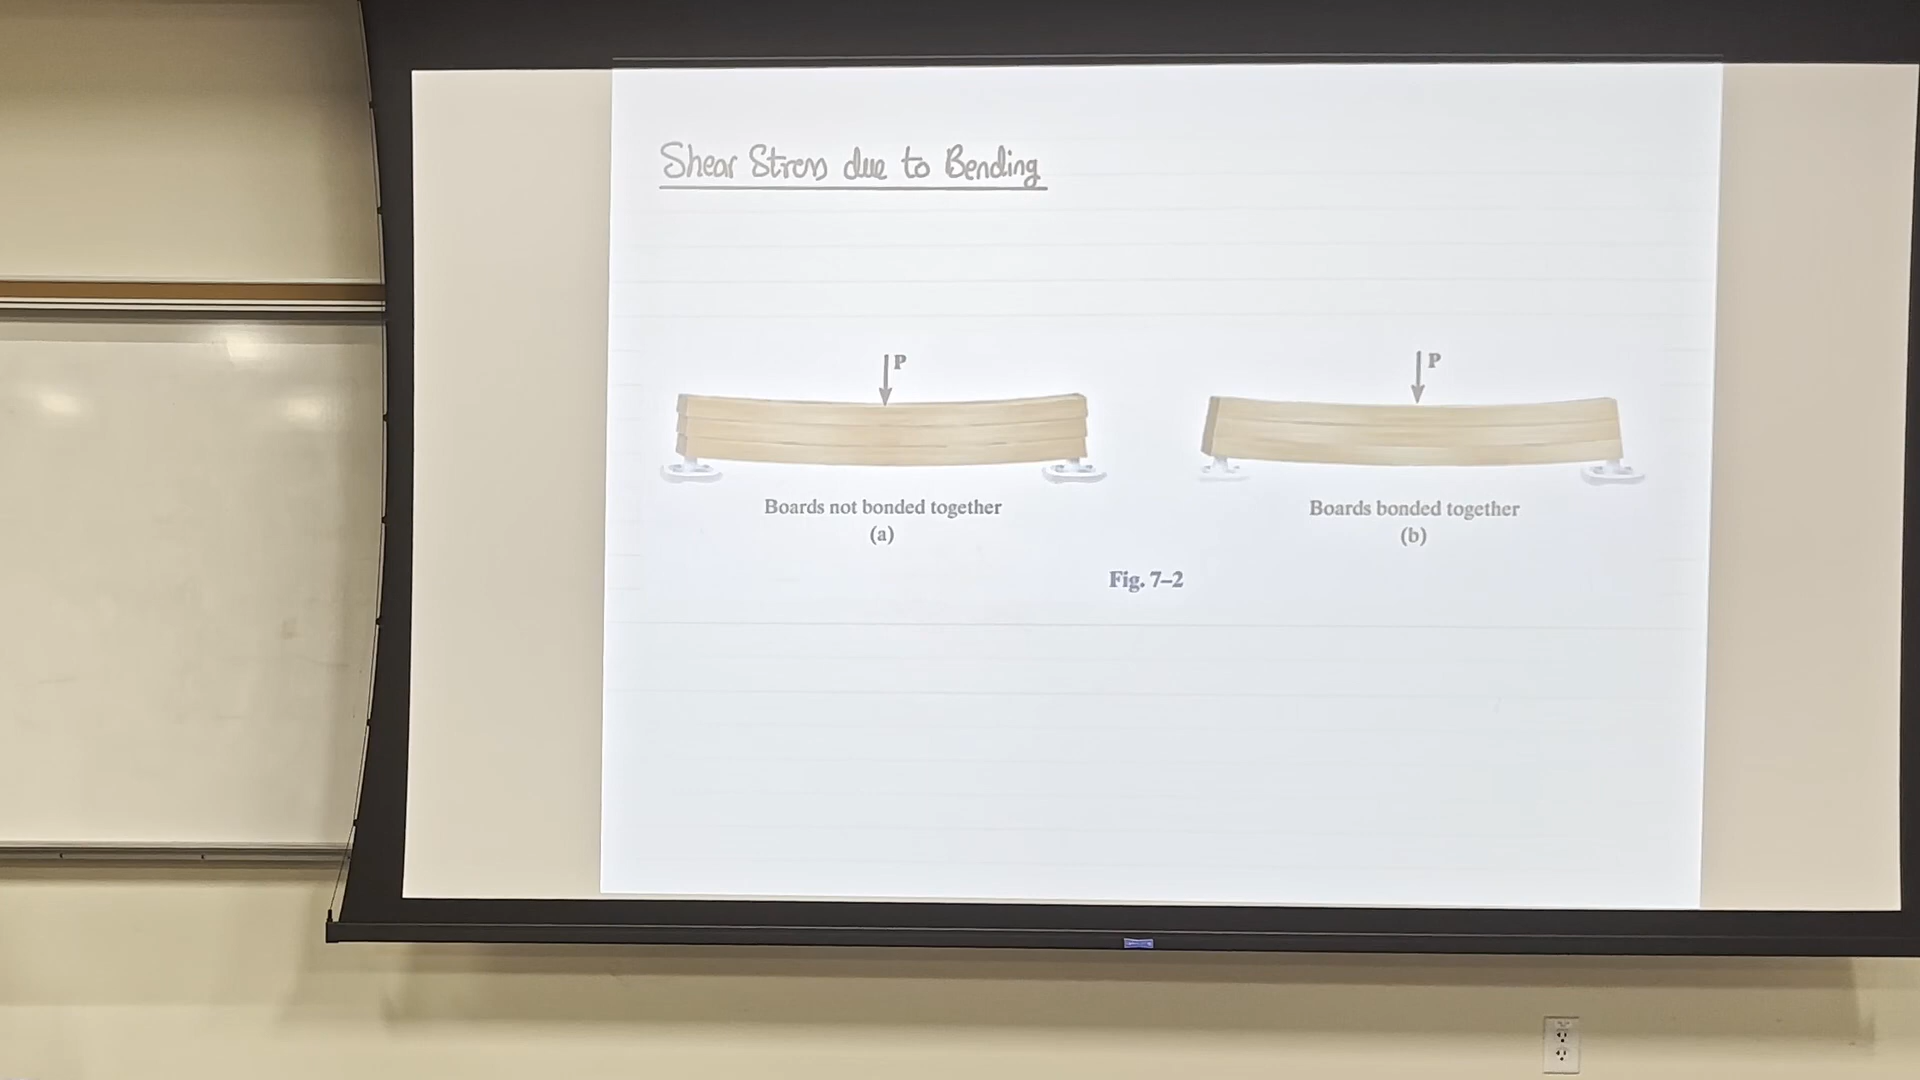 Shear Stress due to Bending
P
P
Boards not bonded together
(a)
Boards bonded together
(b)
Fig. 7–2